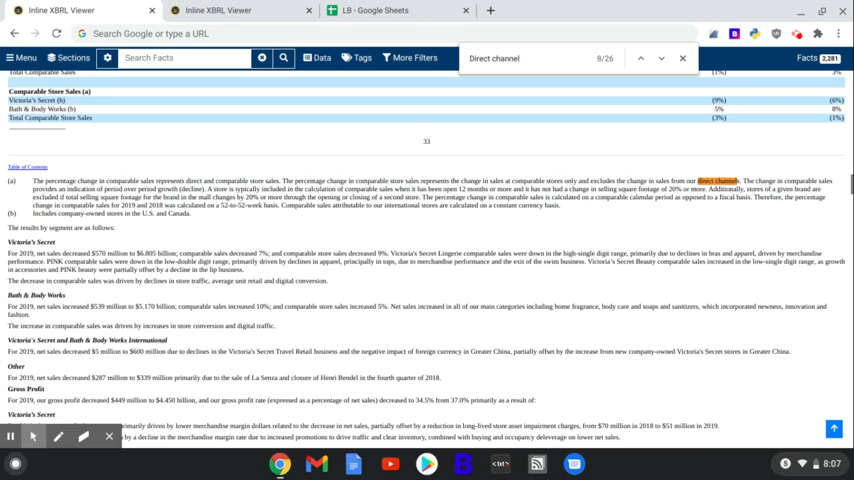 Inline XBRL Viewer
Inline XBRL Viewer
LB - Google Sheets
Search Google or type a URL
Menu
Sections
Search Facts
Data
Tags
More Filters
Direct channel
8/26
Facts 2,281
Total Comparable Sales (1%) 3%
Comparable Store Sales (a)
Victoria's Secret (b) (9%) (6%)
Bath & Body Works (b) 5% 8%
Total Comparable Store Sales (3%) (1%)
33
Table of Contents
(a) The percentage change in comparable sales represents direct and comparable store sales. The percentage change in comparable store sales represents the change in sales at comparable stores only and excludes the change in sales from our direct channels. The change in comparable sales
provides an indication of period over period growth (decline). A store is typically included in the calculation of comparable sales when it has been open 12 months or more and it has not had a change in selling square footage of 20% or more. Additionally, stores of a given brand are
excluded if total selling square footage for the brand in the mall changes by 20% or more through the opening or closing of a second store. The percentage change in comparable sales is calculated on a comparable calendar period as opposed to a fiscal basis. Therefore, the percentage
change in comparable sales for 2019 and 2018 was calculated on a 52-to-52-week basis. Comparable sales attributable to our international stores are calculated on a constant currency basis.
(b) Includes company-owned stores in the U.S. and Canada.
The results by segment are as follows:
Victoria's Secret
For 2019, net sales decreased $570 million to $6.805 billion; comparable sales decreased 7%; and comparable store sales decreased 9%. Victoria's Secret Lingerie comparable sales were down in the high-single digit range, primarily due to declines in bras and apparel, driven by merchandise
performance. PINK comparable sales were down in the low-double digit range, primarily driven by declines in apparel, principally in tops, due to merchandise performance and the exit of the swim business. Victoria's Secret Beauty comparable sales increased in the low-single digit range, as growth
in accessories and PINK beauty were partially offset by a decline in the lip business.
The decrease in comparable sales was driven by declines in store traffic, average unit retail and digital conversion.
Bath & Body Works
For 2019, net sales increased $539 million to $5.170 billion; comparable sales increased 10%; and comparable store sales increased 5%. Net sales increased in all of our main categories including home fragrance, body care and soaps and sanitizers, which incorporated newness, innovation and
fashion.
The increase in comparable sales was driven by increases in store conversion and digital traffic.
Victoria's Secret and Bath & Body Works International
For 2019, net sales decreased $5 million to $600 million due to declines in the Victoria's Secret Travel Retail business and the negative impact of foreign currency in Greater China, partially offset by the increase from new company-owned Victoria's Secret stores in Greater China.
Other
For 2019, net sales decreased $287 million to $339 million primarily due to the sale of La Senza and closure of Henri Bendel in the fourth quarter of 2018.
Gross Profit
For 2019, our gross profit decreased $449 million to $4.450 billion, and our gross profit rate (expressed as a percentage of net sales) decreased to 34.5% from 37.0% primarily as a result of:
Victoria's Secret
primarily driven by lower merchandise margin dollars related to the decrease in net sales, partially offset by a reduction in long-lived store asset impairment charges, from $70 million in 2018 to $51 million in 2019.
by a decline in the merchandise margin rate due to increased promotions to drive traffic and clear inventory, combined with buying and occupancy deleverage on lower net sales.
<txt>
8:07